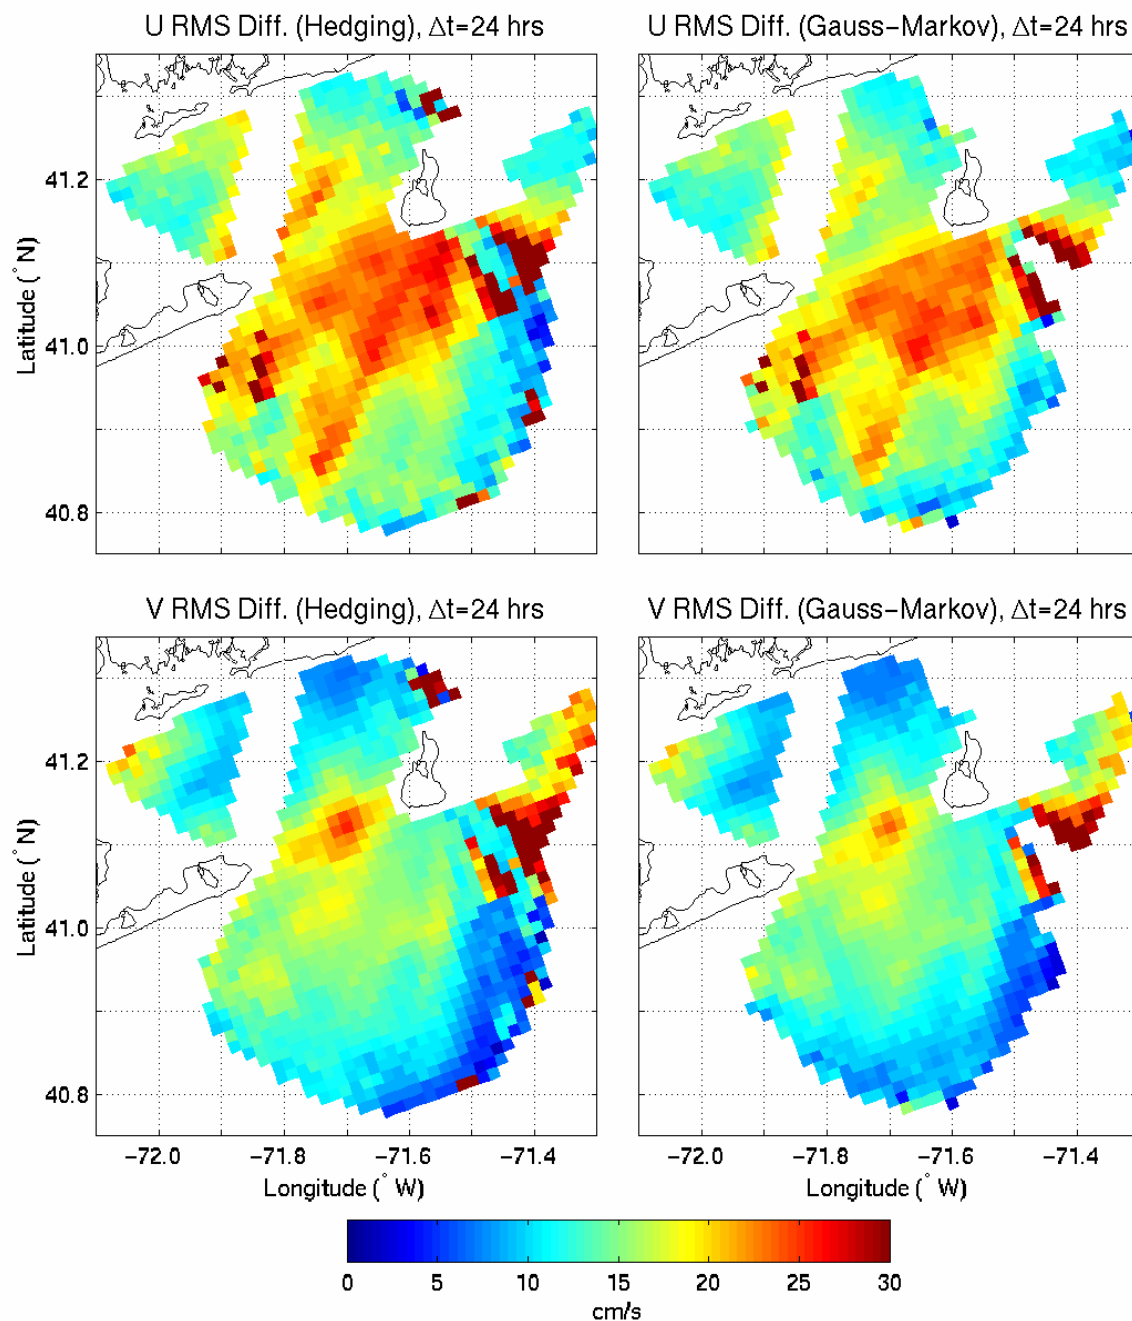 U RMS Diff. (Hedging), Δt=24 hrs
U RMS Diff. (Gauss−Markov), Δt=24 hrs
41.2
41.0
40.8
Latitude (° N)
V RMS Diff. (Hedging), Δt=24 hrs
V RMS Diff. (Gauss−Markov), Δt=24 hrs
41.2
41.0
40.8
Latitude (° N)
−72.0 −71.8 −71.6 −71.4
−72.0 −71.8 −71.6 −71.4
Longitude (° W)
Longitude (° W)
0 5 10 15 20 25 30
cm/s